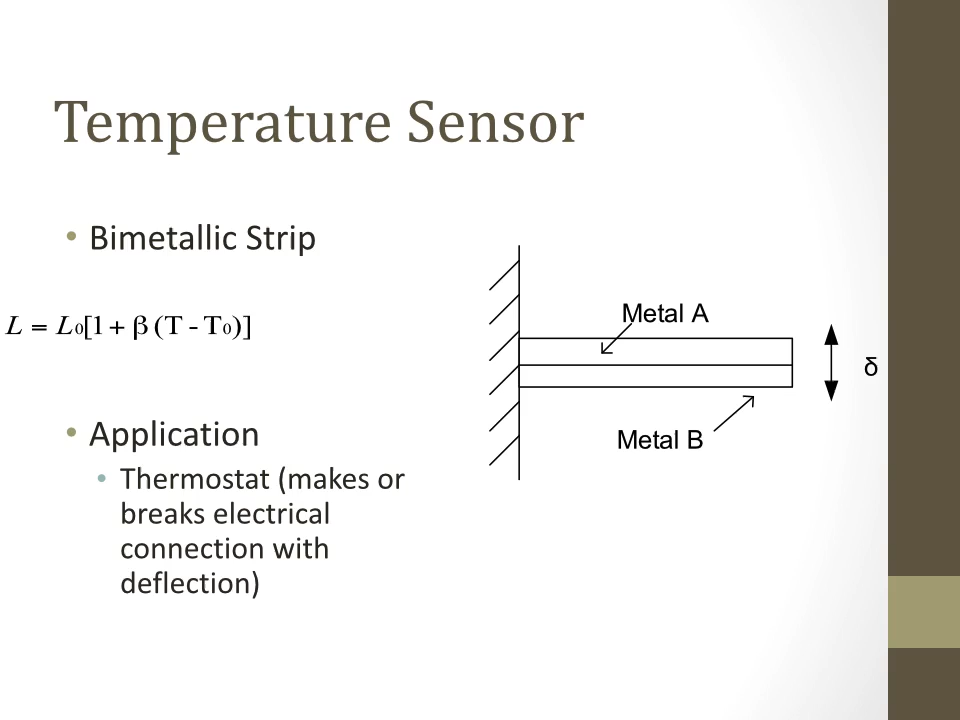 Temperature Sensor
• Bimetallic Strip
L = L₀[1 + β (T - T₀)]
Metal A
δ
Metal B
• Application
• Thermostat (makes or
breaks electrical
connection with
deflection)